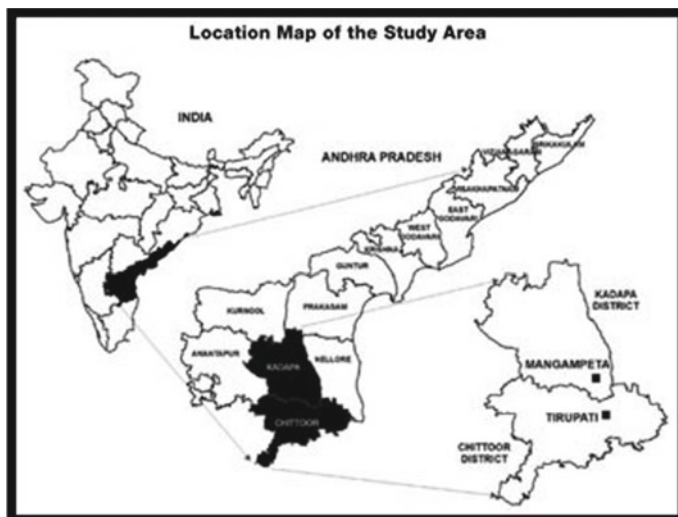 Location Map of the Study Area
INDIA
ANDHRA PRADESH
SRIKAKULAM
EAST
GODAVARI
WEST
GODAVARI
KRISHNA
GUNTUR
KURNOOL
PRAKASAM
ANANTAPUR
KADAPA
NELLORE
CHITTOOR
KADAPA
DISTRICT
MANGAMPETA
TIRUPATI
CHITTOOR
DISTRICT